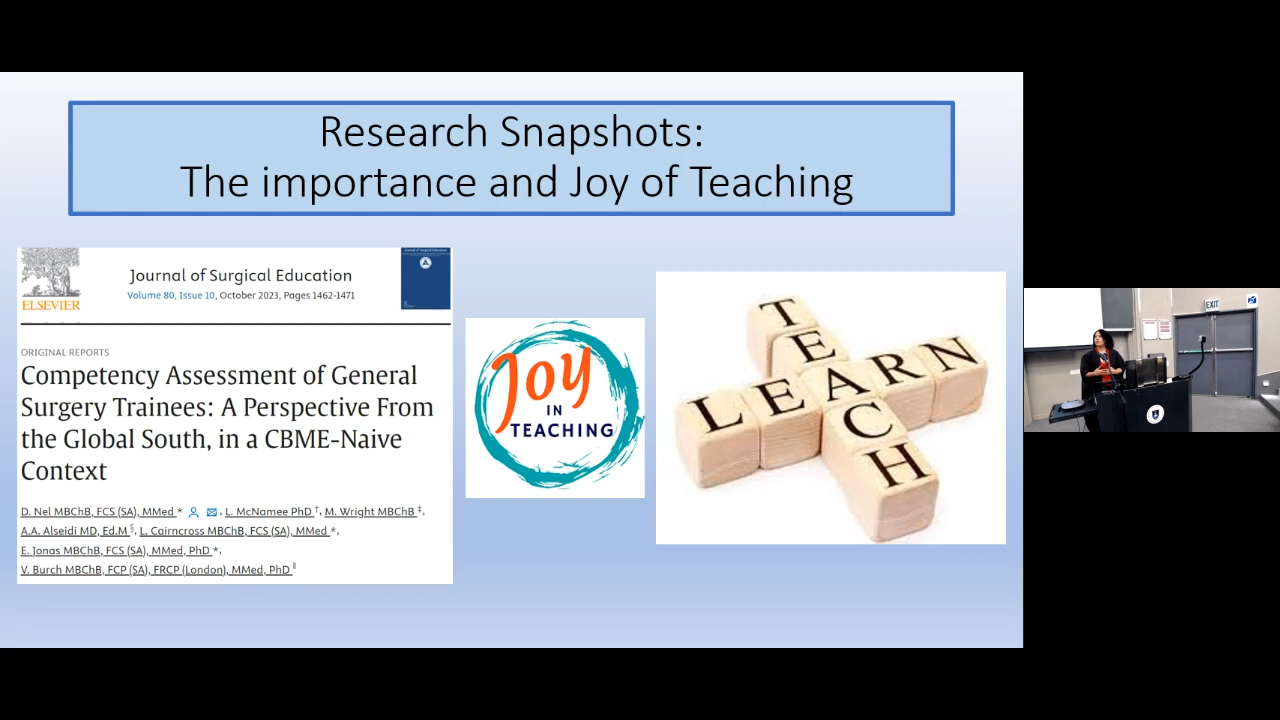 Research Snapshots:
The importance and Joy of Teaching
ELSEVIER
Journal of Surgical Education
Volume 80, Issue 10, October 2023, Pages 1462-1471
ORIGINAL REPORTS
Competency Assessment of General
Surgery Trainees: A Perspective From
the Global South, in a CBME-Naive
Context
D. Nel MBChB, FCS (SA), MMed *, L. McNamee PhD †, M. Wright MBChB ‡,
A.A. Alseidi MD, Ed.M §, L. Cairncross MBChB, FCS (SA), MMed *,
E. Jonas MBChB, FCS (SA), MMed, PhD *,
V. Burch MBChB, FCP (SA), FRCP (London), MMed, PhD ‖
Joy
IN
TEACHING
TEACH
LEARN
EXIT